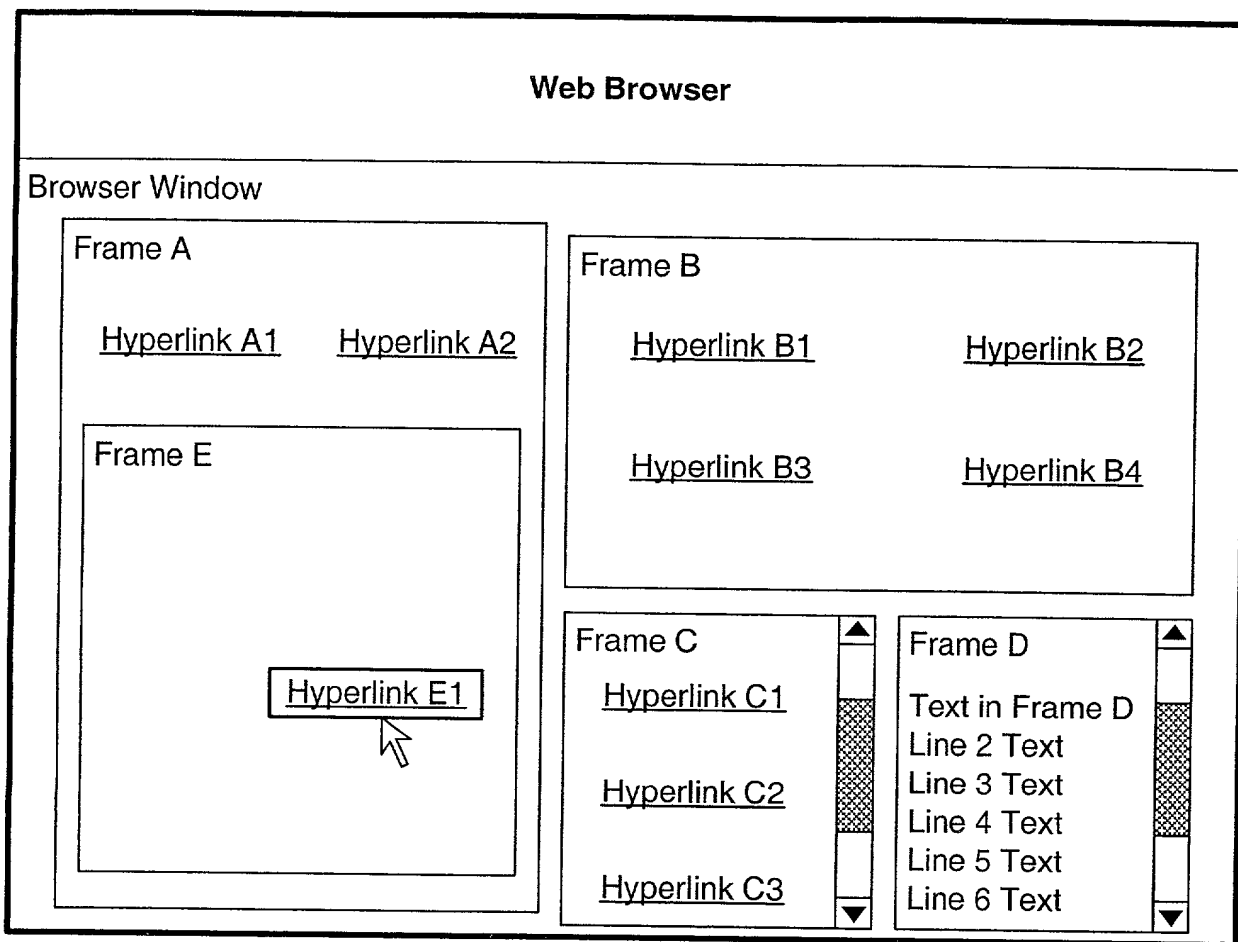 Web Browser
Browser Window
Frame A
Hyperlink A1 Hyperlink A2
Frame E
Hyperlink E1
Frame B
Hyperlink B1 Hyperlink B2
Hyperlink B3 Hyperlink B4
Frame C
Hyperlink C1
Hyperlink C2
Hyperlink C3
Frame D
Text in Frame D
Line 2 Text
Line 3 Text
Line 4 Text
Line 5 Text
Line 6 Text